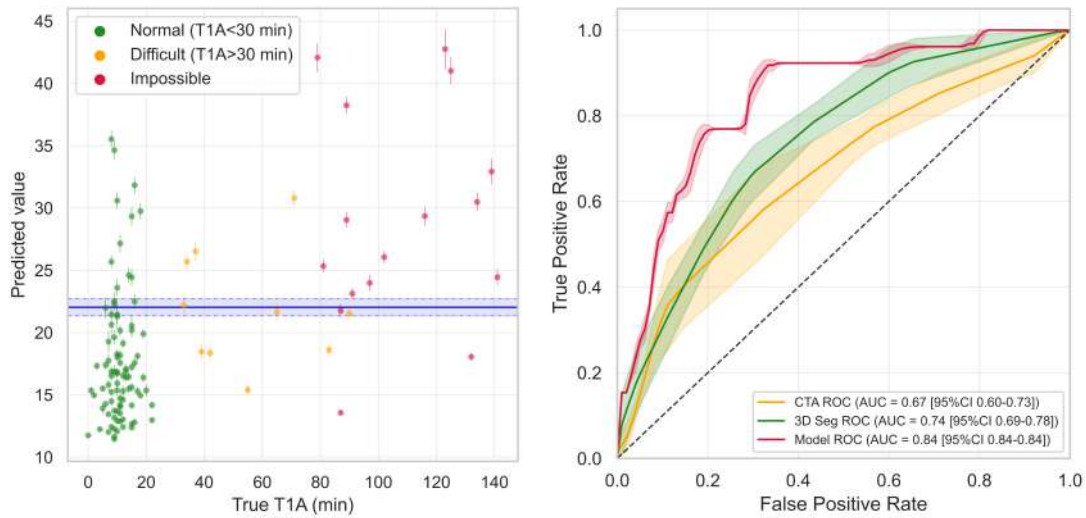 45
40
35
30
25
20
15
10
Predicted value
Normal (T1A<30 min)
Difficult (T1A>30 min)
Impossible
0 20 40 60 80 100 120 140
True T1A (min)
1.0
0.8
0.6
0.4
0.2
0.0
True Positive Rate
CTA ROC (AUC = 0.67 [95%CI 0.60-0.73])
3D Seg ROC (AUC = 0.74 [95%CI 0.69-0.78])
Model ROC (AUC = 0.84 [95%CI 0.84-0.84])
0.0 0.2 0.4 0.6 0.8 1.0
False Positive Rate